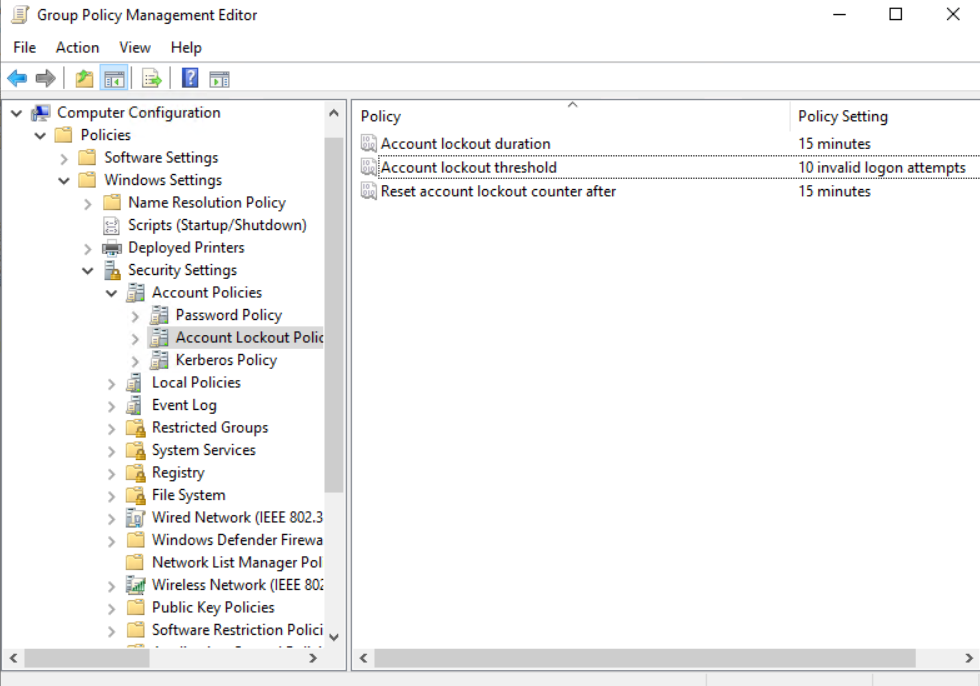 Group Policy Management Editor
File Action View Help
Computer Configuration
Policies
Software Settings
Windows Settings
Name Resolution Policy
Scripts (Startup/Shutdown)
Deployed Printers
Security Settings
Account Policies
Password Policy
Account Lockout Polic
Kerberos Policy
Local Policies
Event Log
Restricted Groups
System Services
Registry
File System
Wired Network (IEEE 802.3
Windows Defender Firewa
Network List Manager Pol
Wireless Network (IEEE 802
Public Key Policies
Software Restriction Polici
Policy Policy Setting
Account lockout duration 15 minutes
Account lockout threshold 10 invalid logon attempts
Reset account lockout counter after 15 minutes